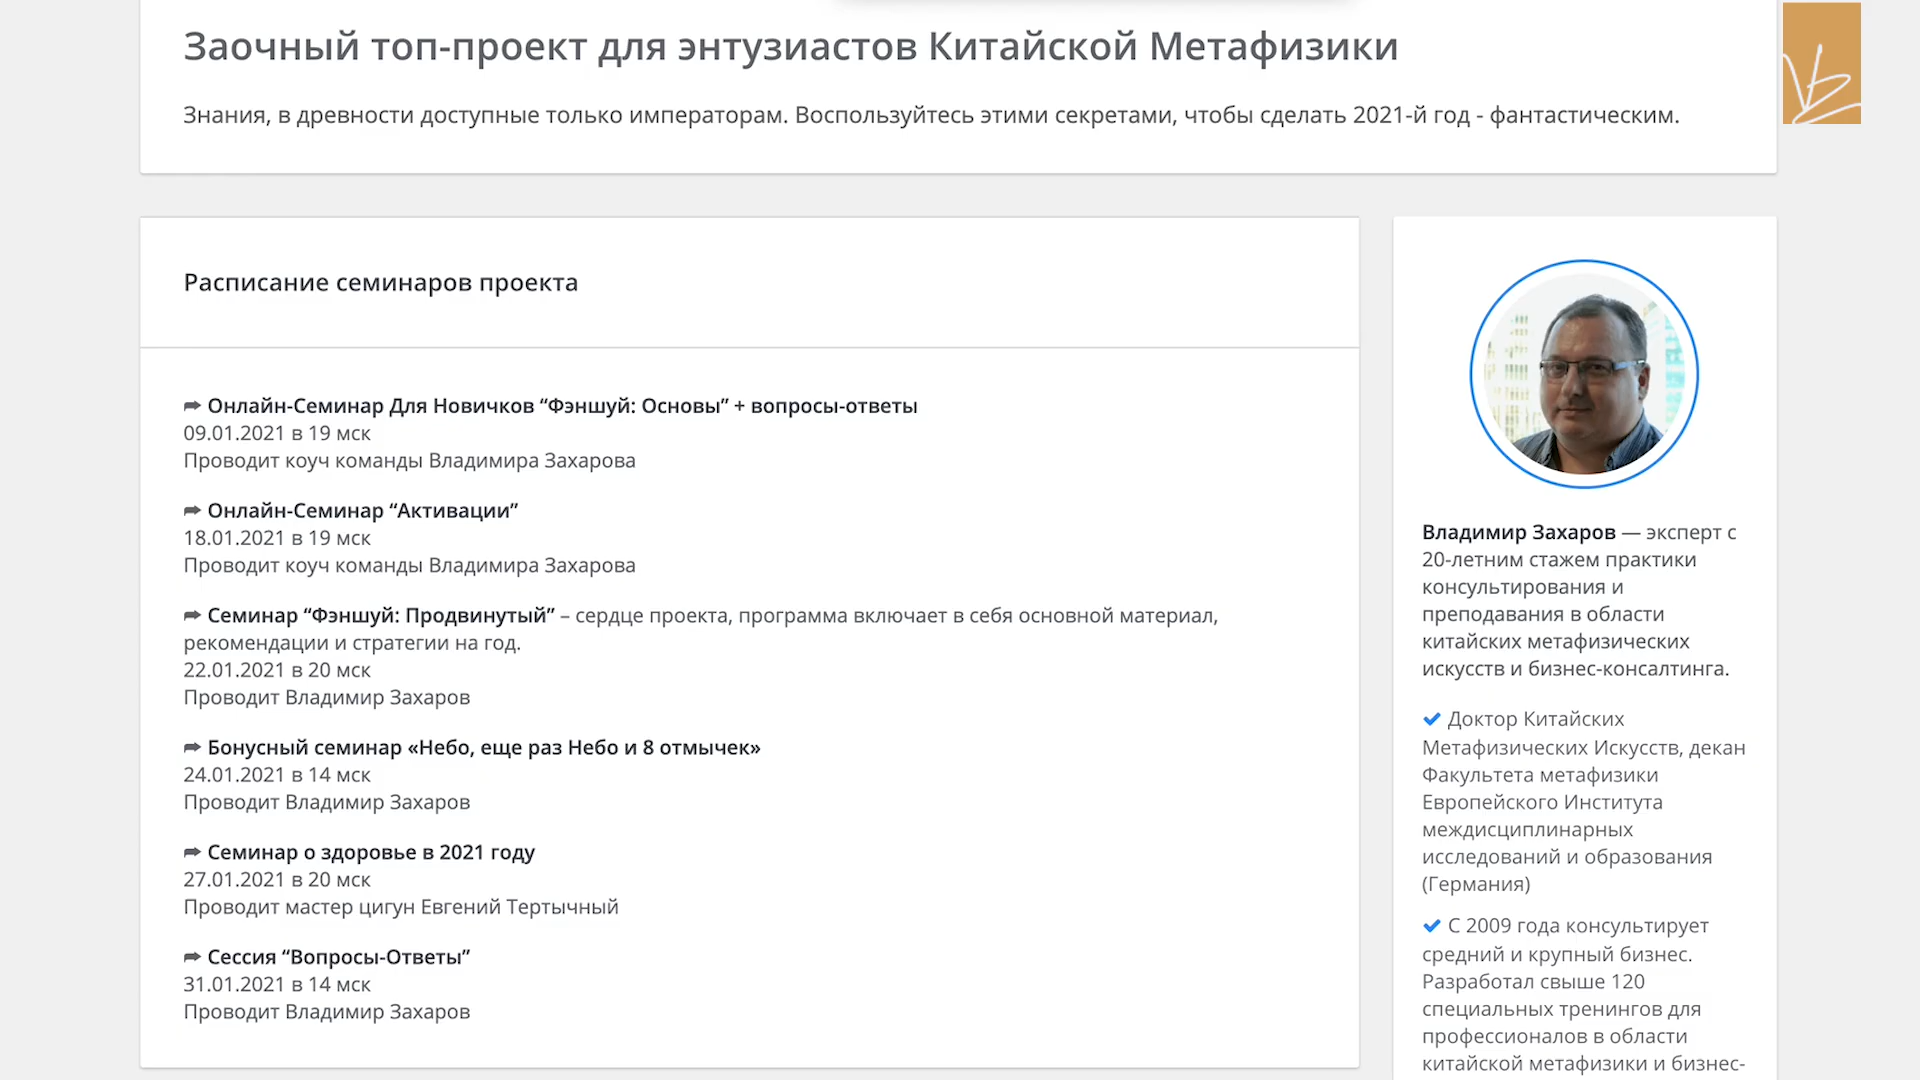 Заочный топ-проект для энтузиастов Китайской Метафизики
Знания, в древности доступные только императорам. Воспользуйтесь этими секретами, чтобы сделать 2021-й год - фантастическим.
Расписание семинаров проекта
➦ Онлайн-Семинар Для Новичков “Фэншуй: Основы” + вопросы-ответы
09.01.2021 в 19 мск
Проводит коуч команды Владимира Захарова
➦ Онлайн-Семинар “Активации”
18.01.2021 в 19 мск
Проводит коуч команды Владимира Захарова
➦ Семинар “Фэншуй: Продвинутый” – сердце проекта, программа включает в себя основной материал,
рекомендации и стратегии на год.
22.01.2021 в 20 мск
Проводит Владимир Захаров
➦ Бонусный семинар «Небо, еще раз Небо и 8 отмычек»
24.01.2021 в 14 мск
Проводит Владимир Захаров
➦ Семинар о здоровье в 2021 году
27.01.2021 в 20 мск
Проводит мастер цигун Евгений Тертычный
➦ Сессия “Вопросы-Ответы”
31.01.2021 в 14 мск
Проводит Владимир Захаров
Владимир Захаров — эксперт с
20-летним стажем практики
консультирования и
преподавания в области
китайских метафизических
искусств и бизнес-консалтинга.
✔ Доктор Китайских
Метафизических Искусств, декан
Факультета метафизики
Европейского Института
междисциплинарных
исследований и образования
(Германия)
✔ С 2009 года консультирует
средний и крупный бизнес.
Разработал свыше 120
специальных тренингов для
профессионалов в области
китайской метафизики и бизнес-